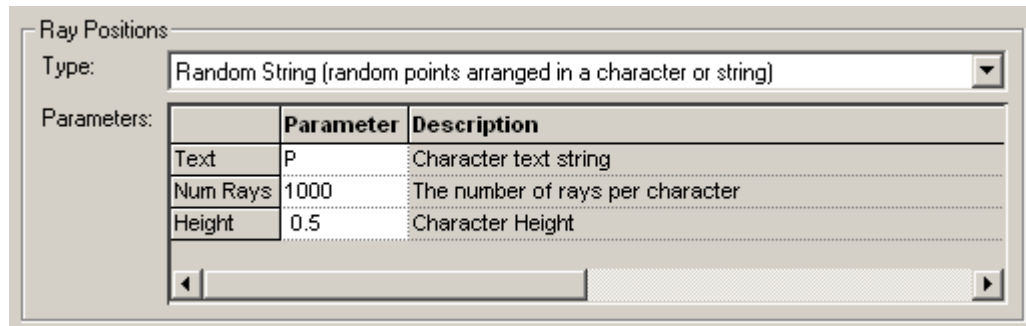 Ray Positions
Type: Random String (random points arranged in a character or string)
Parameters: Parameter Description
Text P Character text string
Num Rays 1000 The number of rays per character
Height 0.5 Character Height